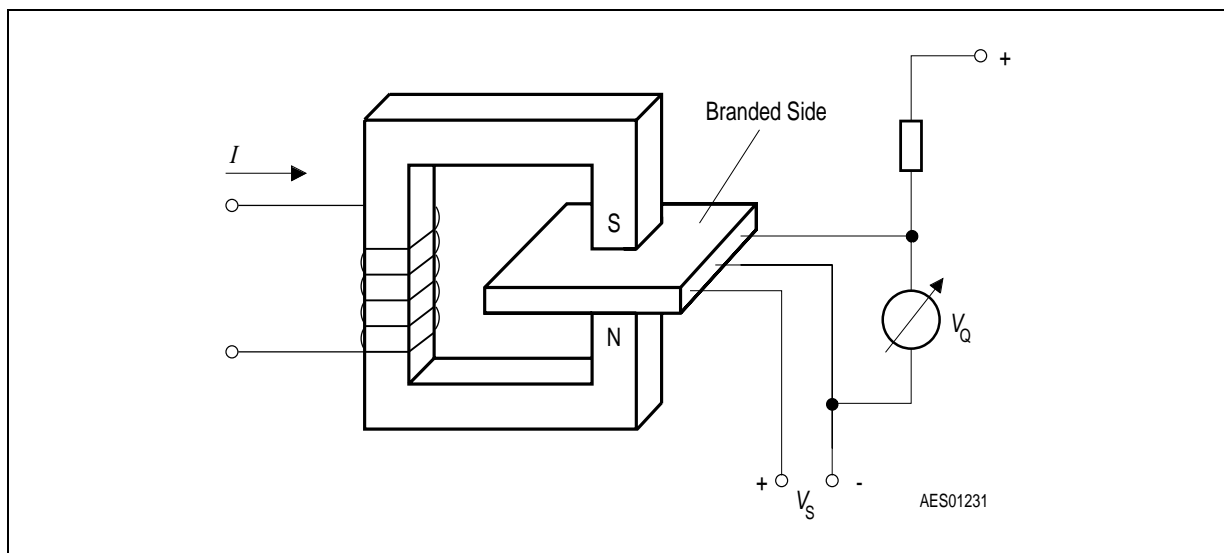 +
Branded Side
I
S
N
V_Q
+ V_S -
AES01231